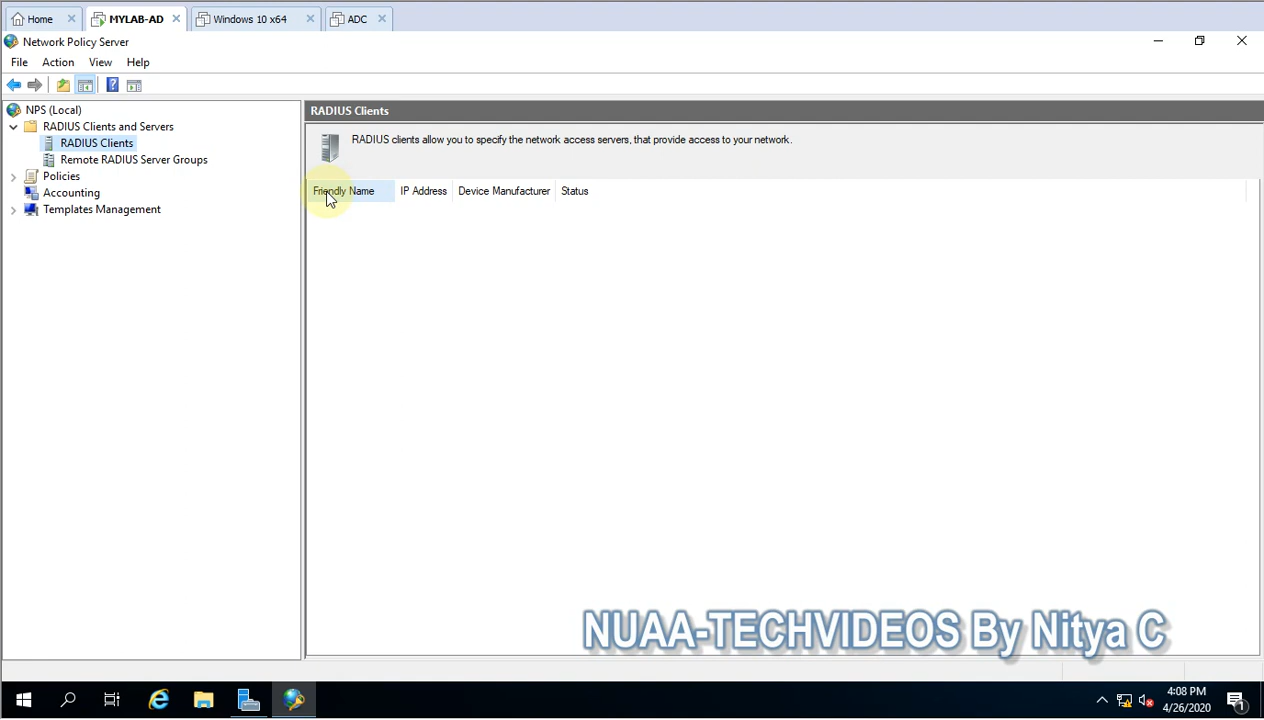 Home
MYLAB-AD
Windows 10 x64
ADC
Network Policy Server
File Action View Help
NPS (Local)
RADIUS Clients and Servers
RADIUS Clients
Remote RADIUS Server Groups
Policies
Accounting
Templates Management
RADIUS Clients
RADIUS clients allow you to specify the network access servers, that provide access to your network.
Friendly Name IP Address Device Manufacturer Status
NUAA-TECHVIDEOS By Nitya C
4:08 PM
4/26/2020
1